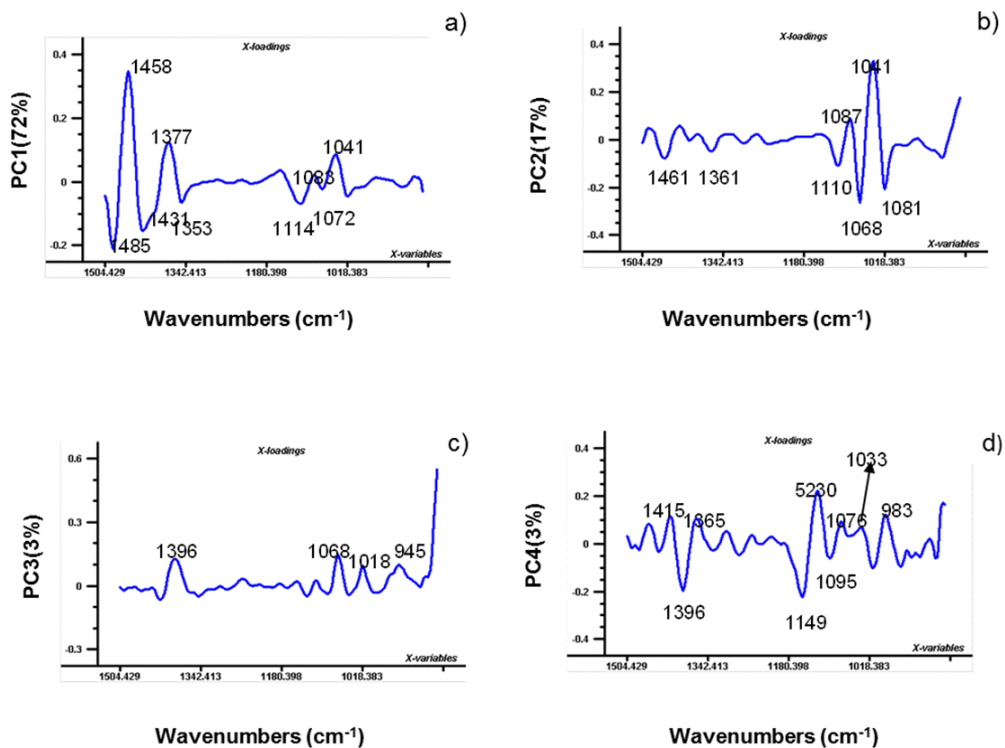 a)
X-loadings
PC1(72%)
0.4
0.2
0
-0.2
1458
1377
1041
1083
1431
1353
1114
1072
1485
X-variables
1504.429 1342.413 1180.398 1018.383
Wavenumbers (cm-1)
b)
X-loadings
PC2(17%)
0.4
0.2
0
-0.2
-0.4
1041
1087
1461
1361
1110
1081
1068
X-variables
1504.429 1342.413 1180.398 1018.383
Wavenumbers (cm-1)
c)
X-loadings
PC3(3%)
0.6
0.3
0
-0.3
1396
1068
1018
945
X-variables
1504.429 1342.413 1180.398 1018.383
Wavenumbers (cm-1)
d)
X-loadings
PC4(3%)
0.4
0.2
0
-0.2
-0.4
1033
5230
1415
1365
1076
983
1095
1396
1149
X-variables
1504.429 1342.413 1180.398 1018.383
Wavenumbers (cm-1)